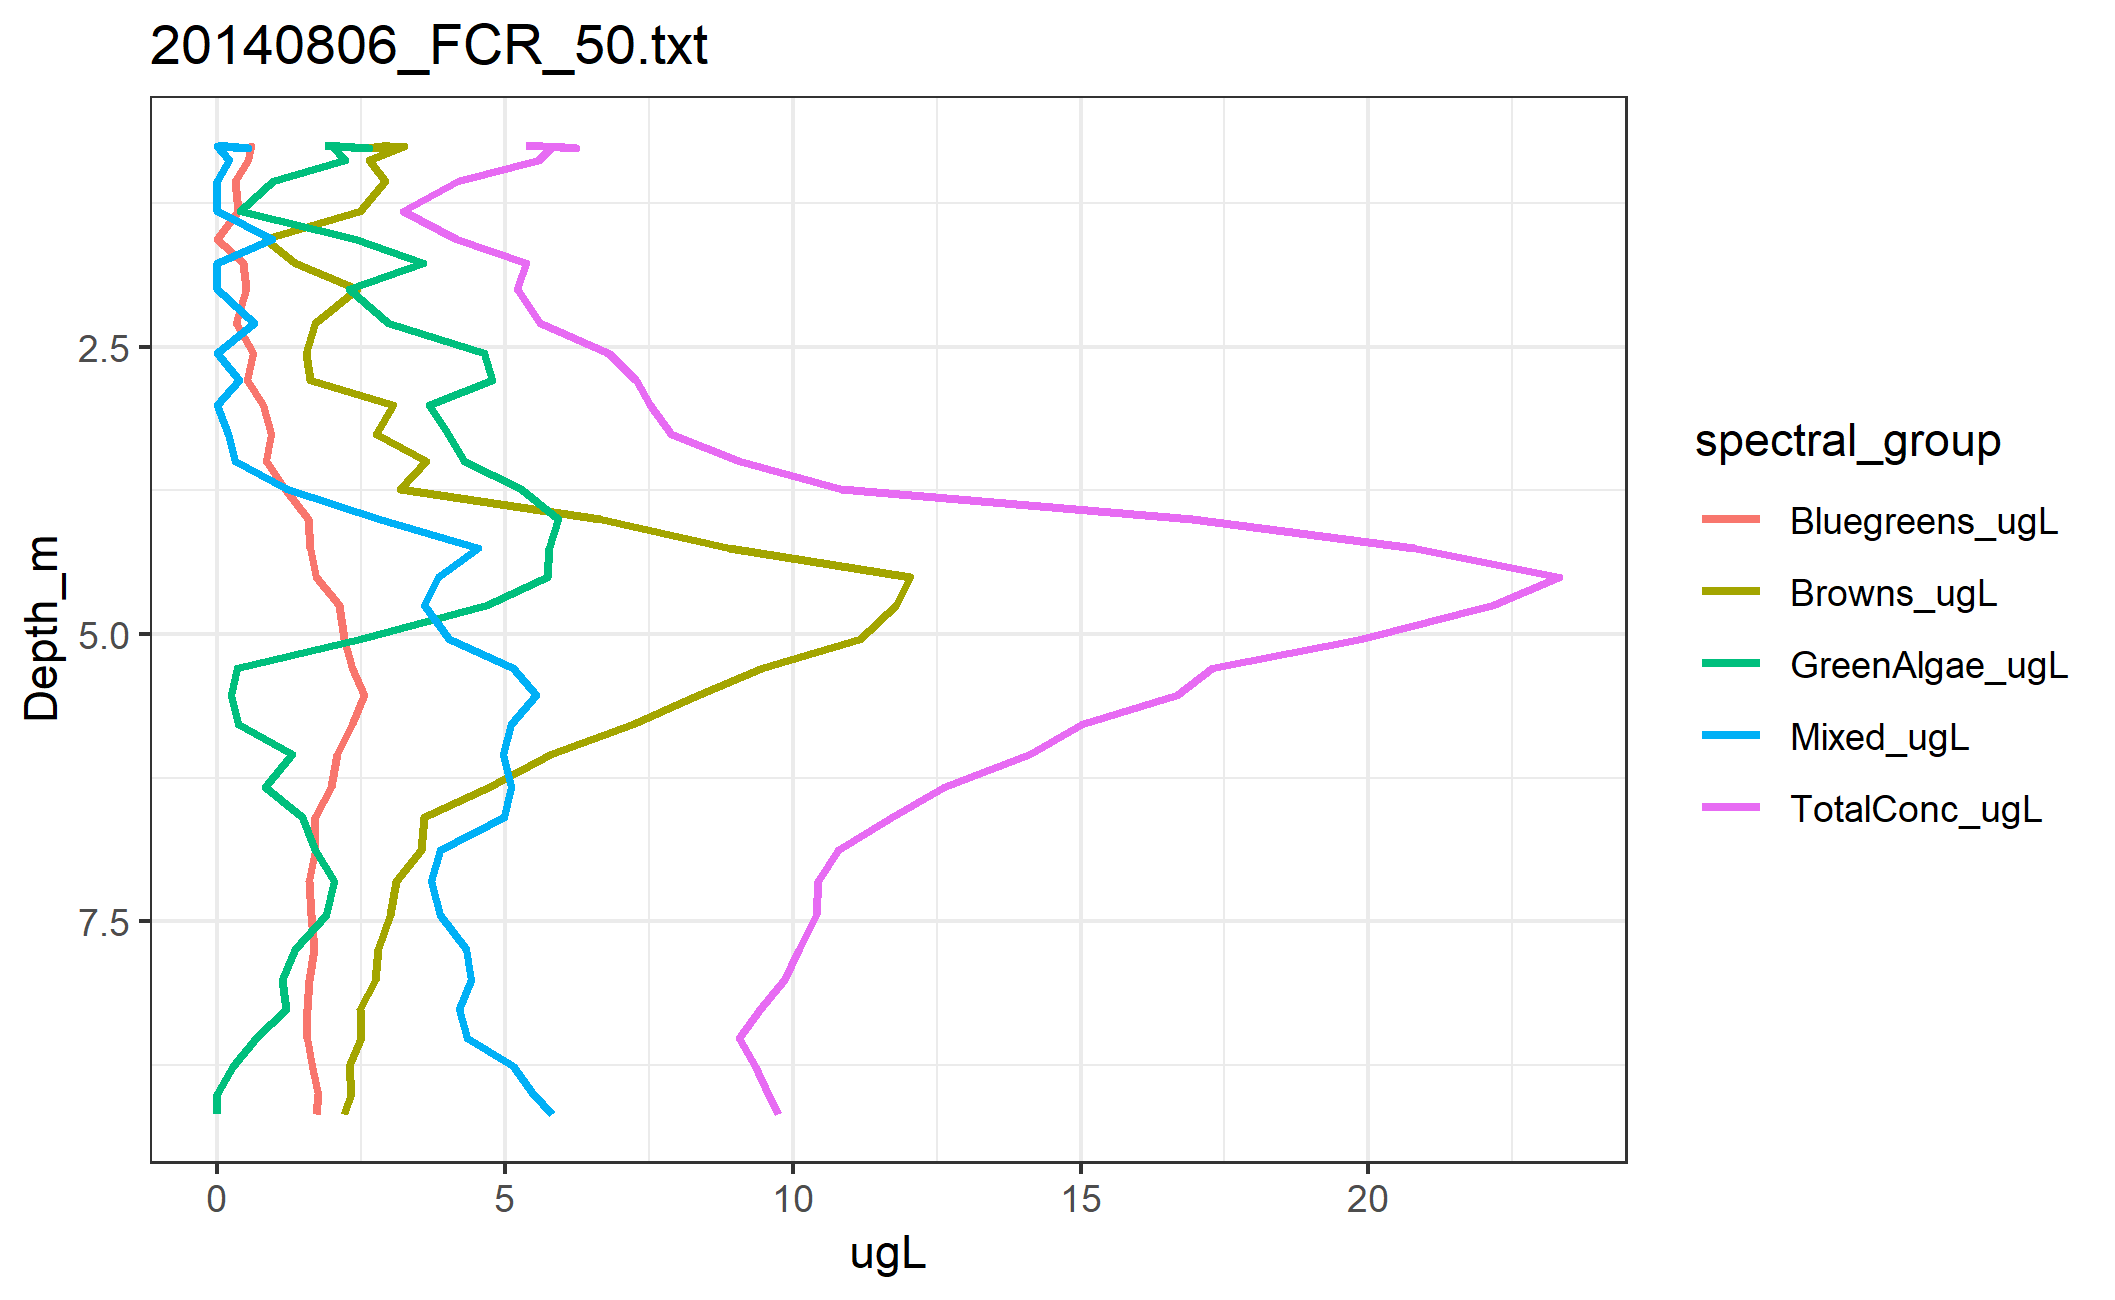 20140806_FCR_50.txt
Depth_m
2.5
5.0
7.5
0 5 10 15 20
ugL
spectral_group
Bluegreens_ugL
Browns_ugL
GreenAlgae_ugL
Mixed_ugL
TotalConc_ugL